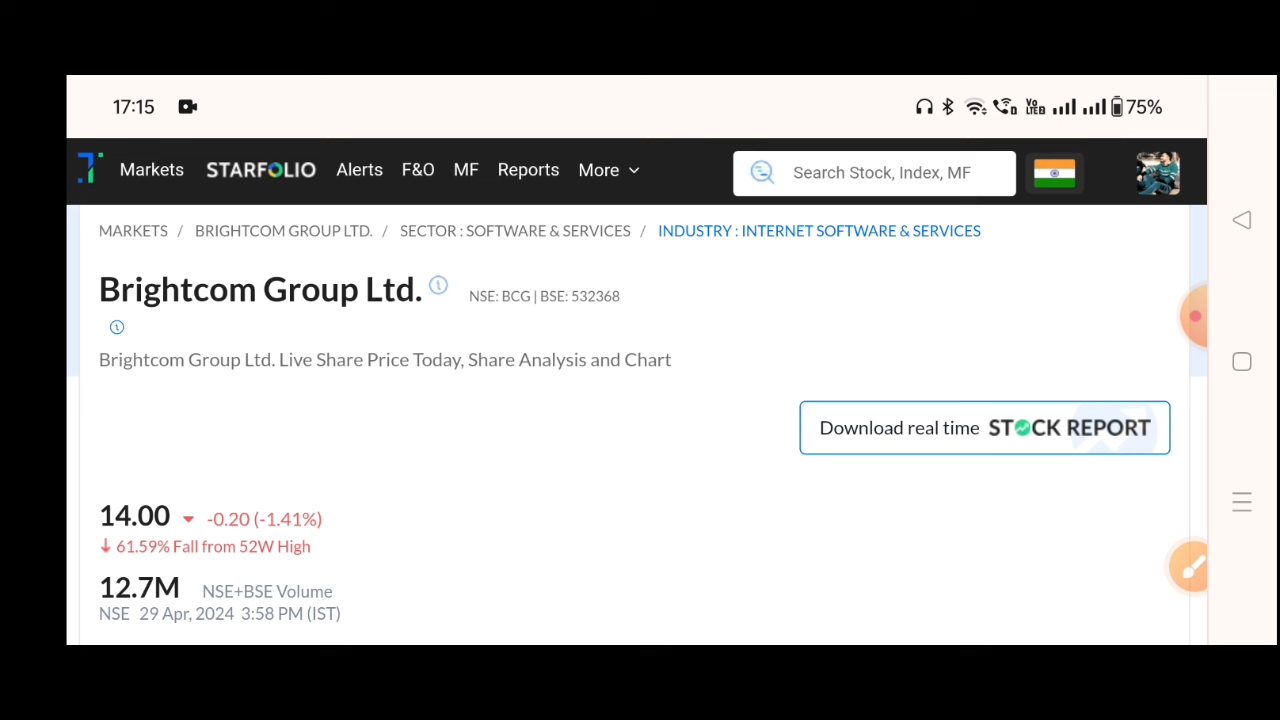 17:15 VO LTE2 75%
Markets STARFOLIO Alerts F&O MF Reports More Search Stock, Index, MF
MARKETS / BRIGHTCOM GROUP LTD. / SECTOR : SOFTWARE & SERVICES / INDUSTRY : INTERNET SOFTWARE & SERVICES
Brightcom Group Ltd. NSE: BCG | BSE: 532368
Brightcom Group Ltd. Live Share Price Today, Share Analysis and Chart
Download real time STOCK REPORT
14.00 -0.20 (-1.41%)
61.59% Fall from 52W High
12.7M NSE+BSE Volume
NSE 29 Apr, 2024 3:58 PM (IST)